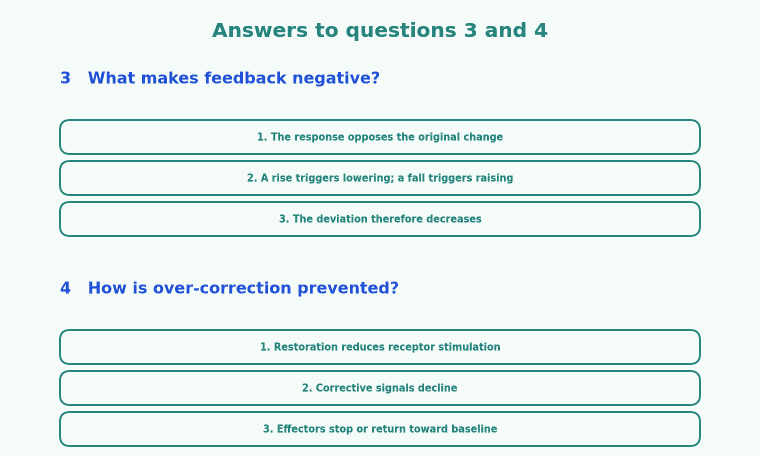 Answers to questions 3 and 4
3 What makes feedback negative?
1. The response opposes the original change
2. A rise triggers lowering; a fall triggers raising
3. The deviation therefore decreases
4 How is over-correction prevented?
1. Restoration reduces receptor stimulation
2. Corrective signals decline
3. Effectors stop or return toward baseline